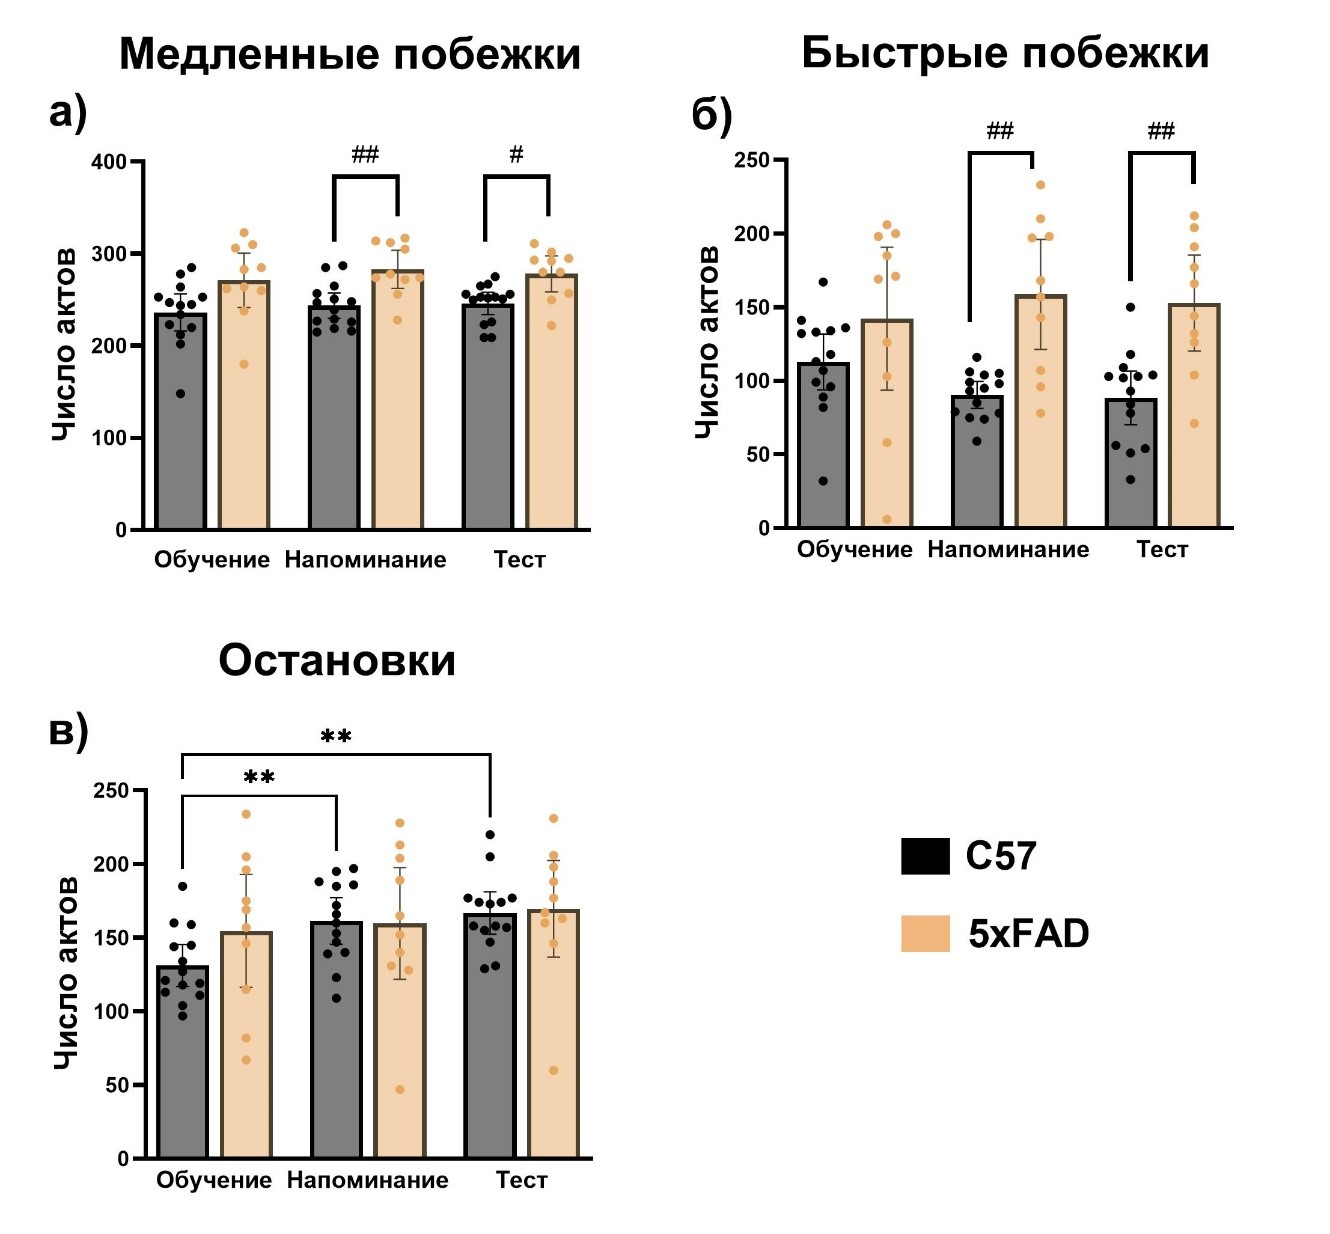 Медленные побежки
а)
##
#
400
300
200
100
0
Число актов
Обучение Напоминание Тест
Быстрые побежки
б)
##
##
250
200
150
100
50
0
Число актов
Обучение Напоминание Тест
Остановки
в)
**
**
250
200
150
100
50
0
Число актов
Обучение Напоминание Тест
C57
5xFAD